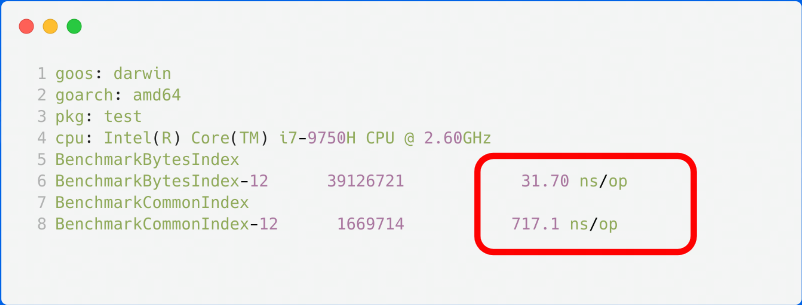 1 goos: darwin
2 goarch: amd64
3 pkg: test
4 cpu: Intel(R) Core(TM) i7-9750H CPU @ 2.60GHz
5 BenchmarkBytesIndex
6 BenchmarkBytesIndex-12 39126721 31.70 ns/op
7 BenchmarkCommonIndex
8 BenchmarkCommonIndex-12 1669714 717.1 ns/op